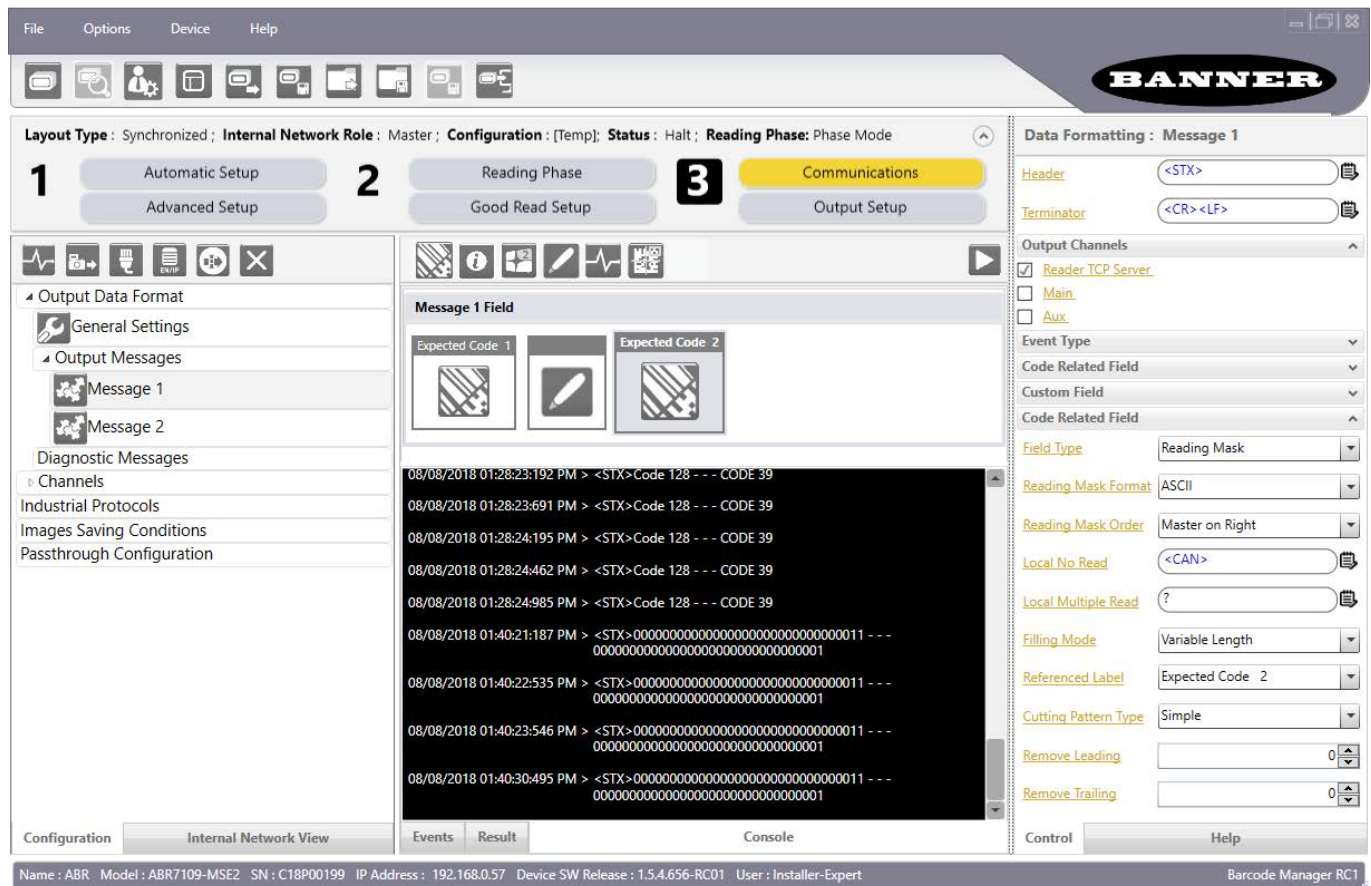 File Options Device Help
BANNER
Layout Type : Synchronized ; Internal Network Role : Master ; Configuration : [Temp]; Status : Halt ; Reading Phase: Phase Mode
1 Automatic Setup
Advanced Setup
2 Reading Phase
Good Read Setup
3 Communications
Output Setup
EN/IP
Output Data Format
General Settings
Output Messages
Message 1
Message 2
Diagnostic Messages
Channels
Industrial Protocols
Images Saving Conditions
Passthrough Configuration
Configuration Internal Network View
Message 1 Field
Expected Code 1 Expected Code 2
08/08/2018 01:28:23:192 PM > <STX>Code 128 - - - CODE 39
08/08/2018 01:28:23:691 PM > <STX>Code 128 - - - CODE 39
08/08/2018 01:28:24:195 PM > <STX>Code 128 - - - CODE 39
08/08/2018 01:28:24:462 PM > <STX>Code 128 - - - CODE 39
08/08/2018 01:28:24:985 PM > <STX>Code 128 - - - CODE 39
08/08/2018 01:40:21:187 PM > <STX>00000000000000000000000000000011 - - -
00000000000000000000000000000001
08/08/2018 01:40:22:535 PM > <STX>00000000000000000000000000000011 - - -
00000000000000000000000000000001
08/08/2018 01:40:23:546 PM > <STX>00000000000000000000000000000011 - - -
00000000000000000000000000000001
08/08/2018 01:40:30:495 PM > <STX>00000000000000000000000000000011 - - -
00000000000000000000000000000001
Events Result Console
Data Formatting : Message 1
Header <STX>
Terminator <CR><LF>
Output Channels
Reader TCP Server
Main
Aux
Event Type
Code Related Field
Custom Field
Code Related Field
Field Type Reading Mask
Reading Mask Format ASCII
Reading Mask Order Master on Right
Local No Read <CAN>
Local Multiple Read ?
Filling Mode Variable Length
Referenced Label Expected Code 2
Cutting Pattern Type Simple
Remove Leading 0
Remove Trailing 0
Control Help
Name : ABR Model : ABR7109-MSE2 SN : C18P00199 IP Address : 192.168.0.57 Device SW Release : 1.5.4.656-RC01 User : Installer-Expert Barcode Manager RC1